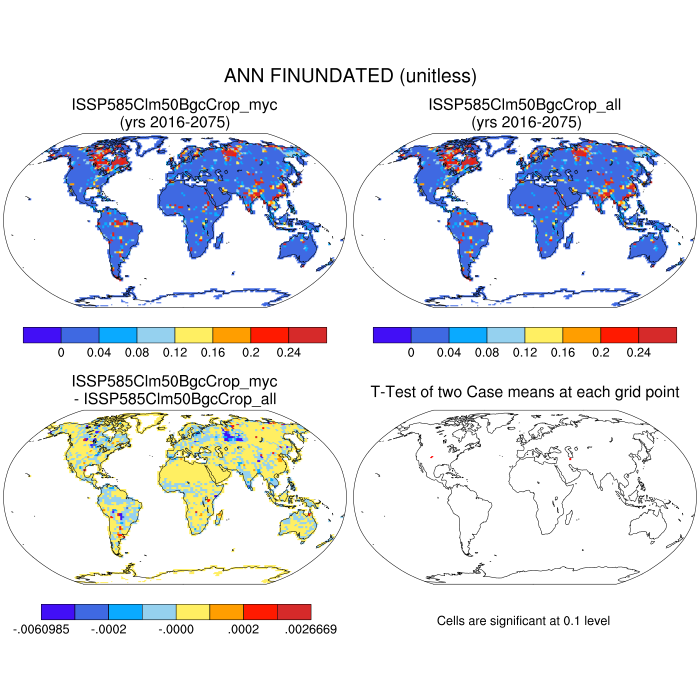 ANN FINUNDATED (unitless)
ISSP585Clm50BgcCrop_myc
(yrs 2016-2075)
ISSP585Clm50BgcCrop_all
(yrs 2016-2075)
0 0.04 0.08 0.12 0.16 0.2 0.24
0 0.04 0.08 0.12 0.16 0.2 0.24
ISSP585Clm50BgcCrop_myc
- ISSP585Clm50BgcCrop_all
T-Test of two Case means at each grid point
-.0060985 -.0002 -.0000 .0002 .0026669
Cells are significant at 0.1 level